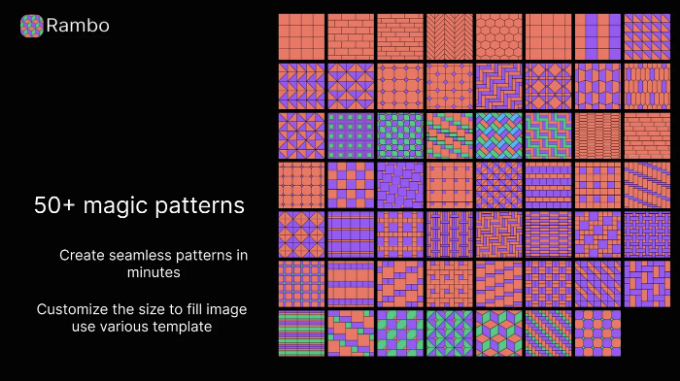 Rambo
50+ magic patterns
Create seamless patterns in
minutes
Customize the size to fill image
use various template